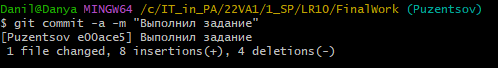 Danil@Danya MINGW64 /c/IT_in_PA/22VA1/1_SP/LR10/FinalWork (Puzentsov)
$ git commit -a -m "Выполнил задание"
[Puzentsov e00ace5] Выполнил задание
1 file changed, 8 insertions(+), 4 deletions(-)